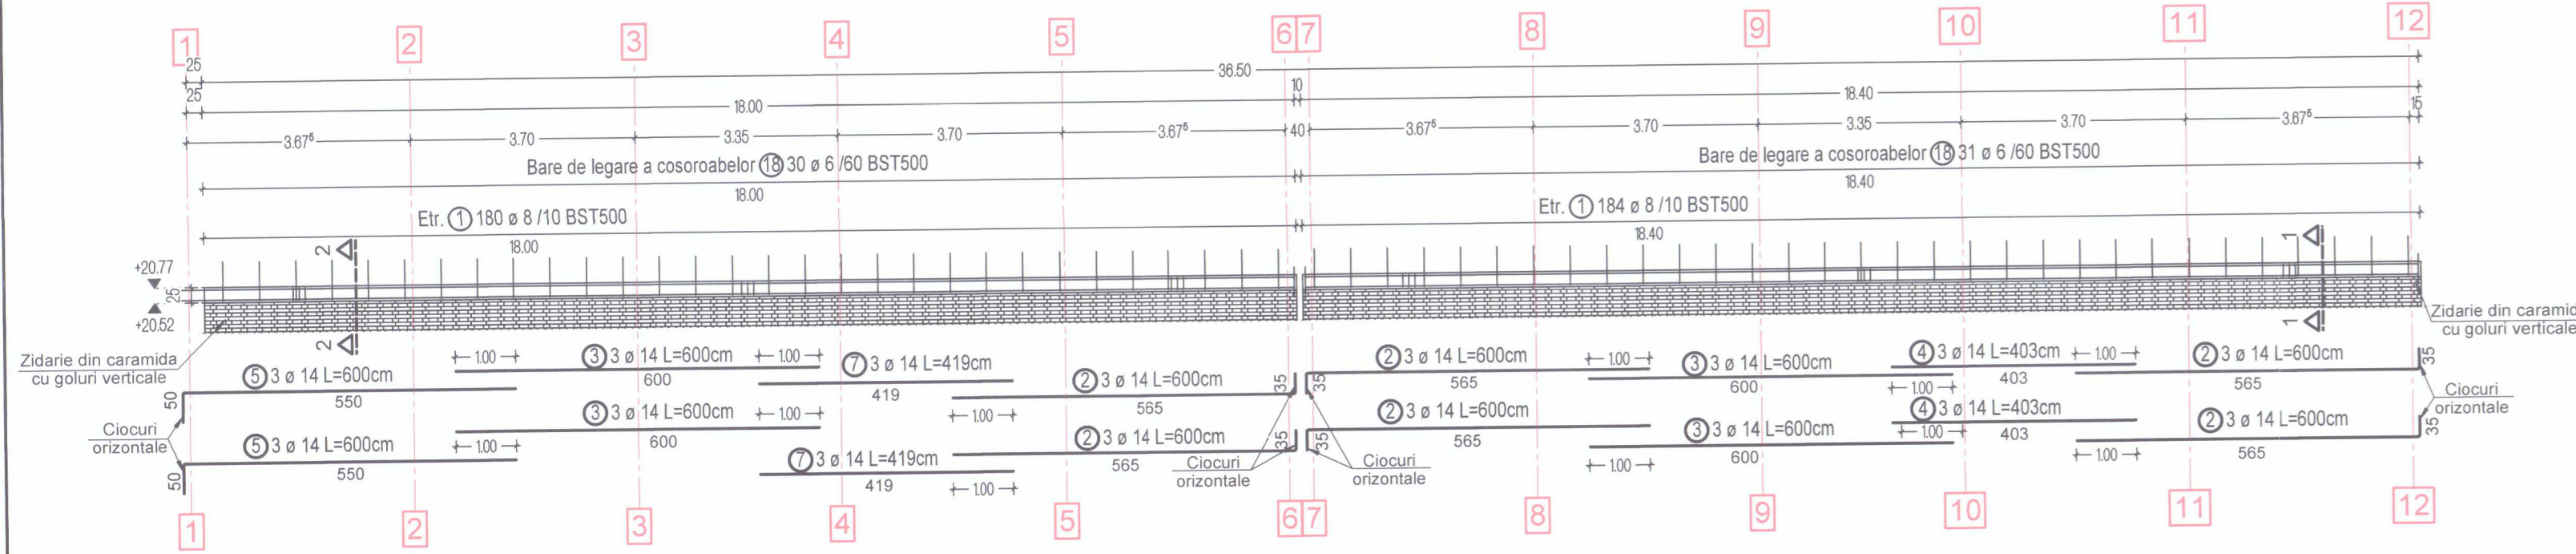 1 2 3 4 5 6 7 8 9 10 11 12
25 36.50
25 18.00 10 18.40 15
3.67⁵ 3.70 3.35 3.70 3.67⁵ 40 3.67⁵ 3.70 3.35 3.70 3.67⁵
Bare de legare a cosoroabelor 18 30 ø 6 /60 BST500
Bare de legare a cosoroabelor 18 31 ø 6 /60 BST500
18.00 18.40
Etr. 1 180 ø 8 /10 BST500
Etr. 1 184 ø 8 /10 BST500
18.00 18.40
2 1
+20.77
25
+20.52
2 1
Zidarie din caramida
cu goluri verticale
Zidarie din caramid
cu goluri verticale
5 3 ø 14 L=600cm
50 550
1.00
3 3 ø 14 L=600cm
600
1.00
7 3 ø 14 L=419cm
419
2 3 ø 14 L=600cm
565 35
1.00
35 2 3 ø 14 L=600cm
565
1.00
3 3 ø 14 L=600cm
600
1.00
4 3 ø 14 L=403cm
403
1.00
2 3 ø 14 L=600cm
565 35
Ciocuri
orizontale
Ciocuri
orizontale
5 3 ø 14 L=600cm
50 550
1.00
3 3 ø 14 L=600cm
600
1.00
7 3 ø 14 L=419cm
419
1.00
2 3 ø 14 L=600cm
565 35
Ciocuri
orizontale
Ciocuri
orizontale
35 2 3 ø 14 L=600cm
565
1.00
3 3 ø 14 L=600cm
600
1.00
4 3 ø 14 L=403cm
403
1.00
2 3 ø 14 L=600cm
565 35
1 2 3 4 5 6 7 8 9 10 11 12